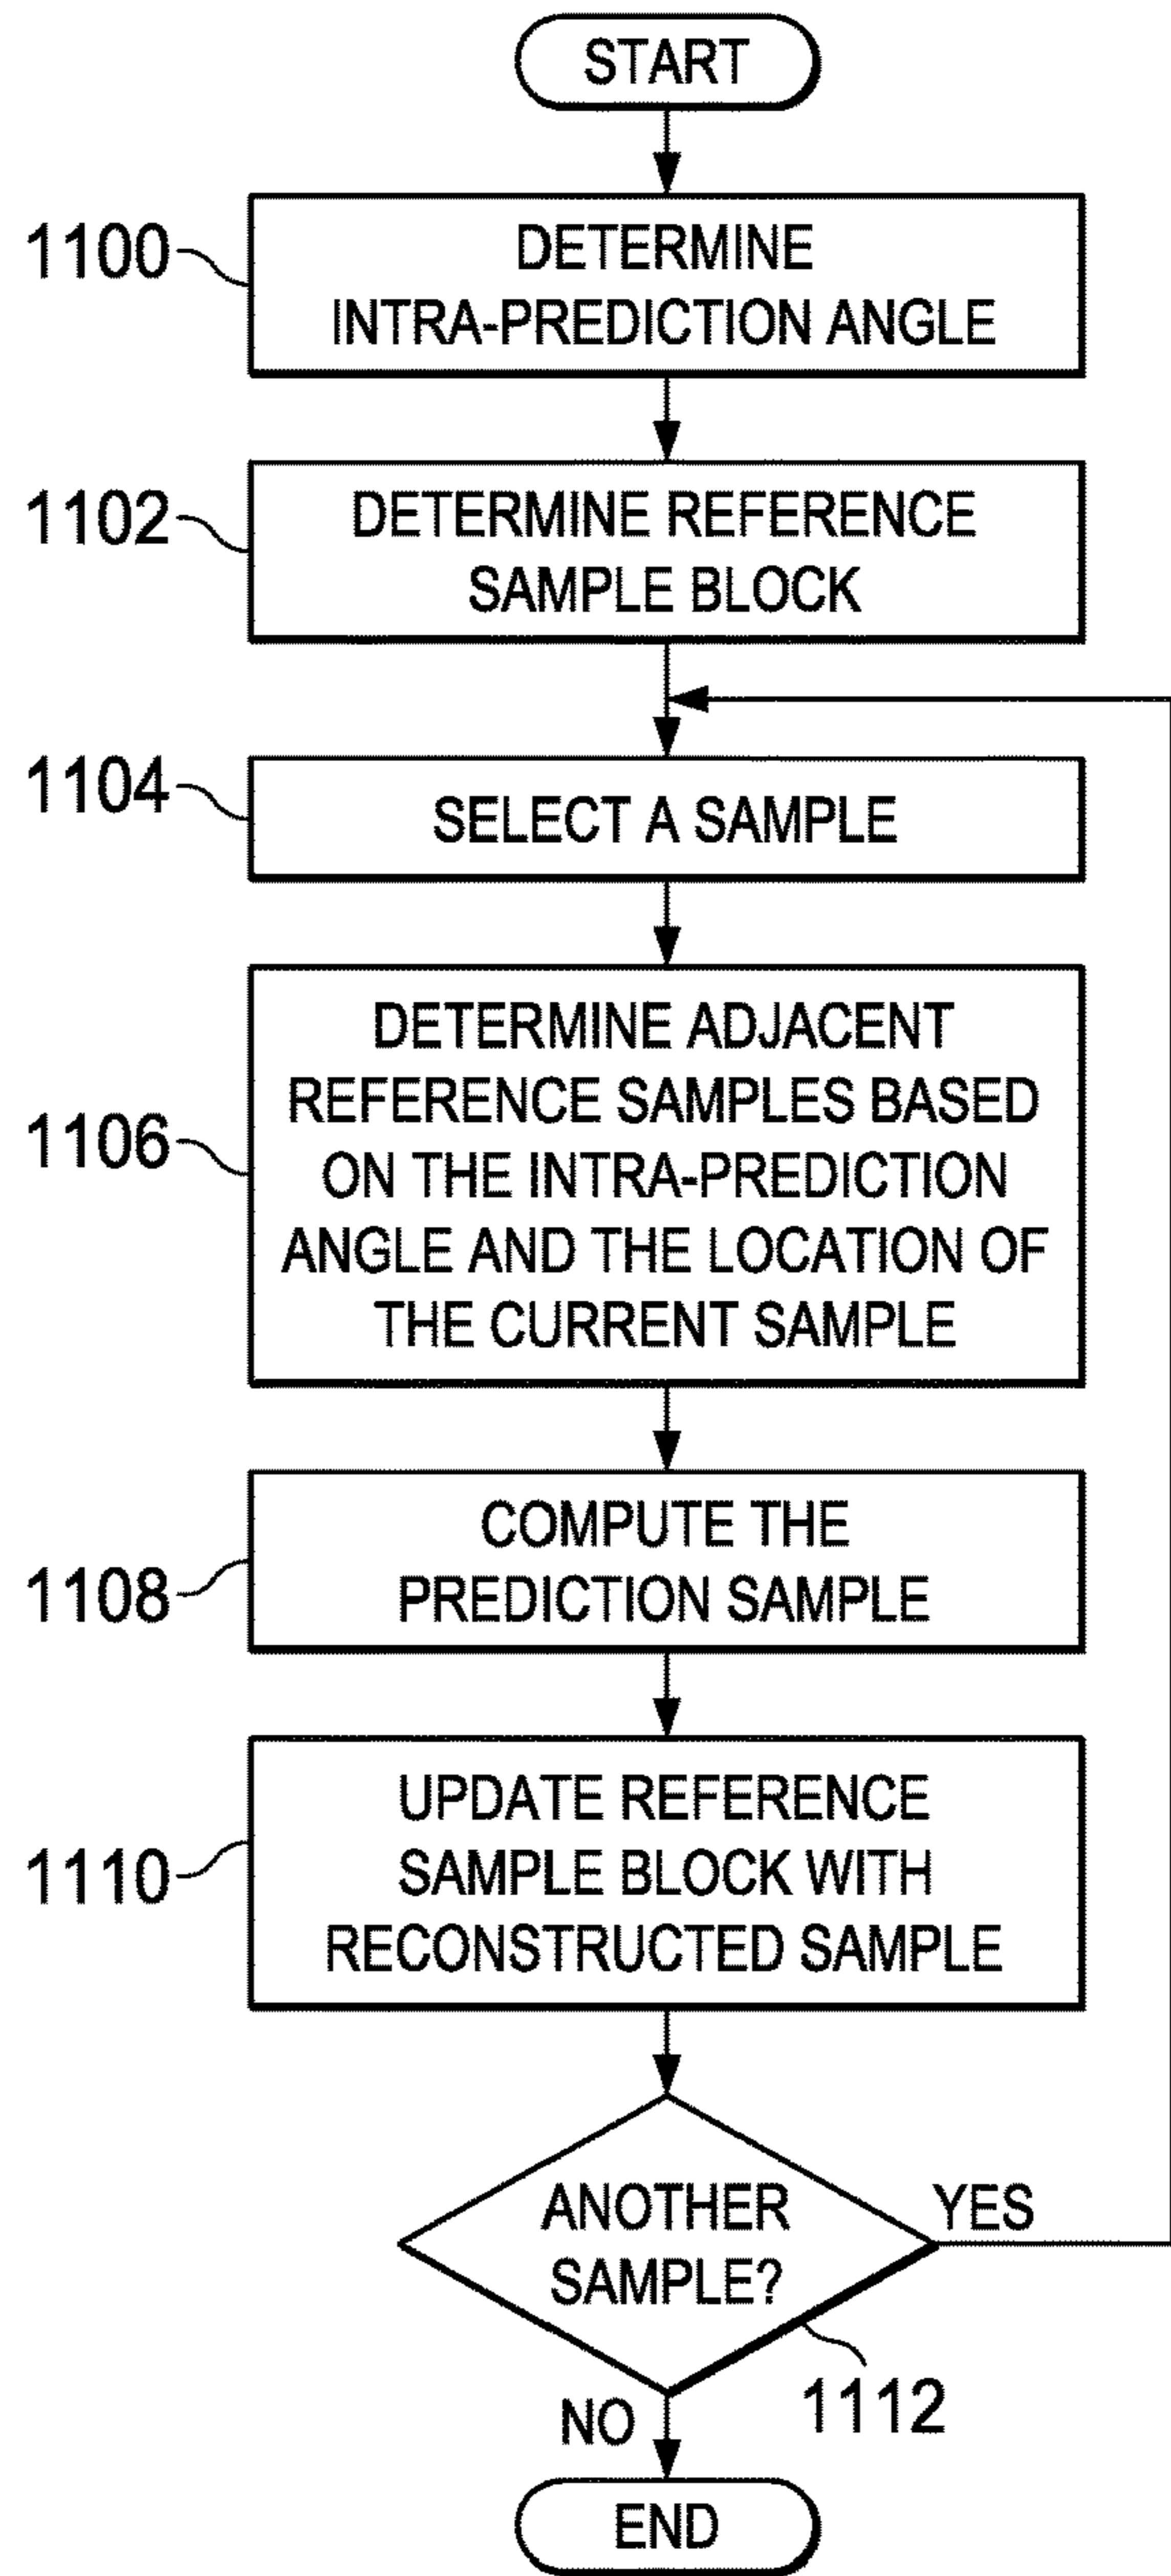 START
1100
DETERMINE
INTRA-PREDICTION ANGLE
1102
DETERMINE REFERENCE
SAMPLE BLOCK
1104
SELECT A SAMPLE
1106
DETERMINE ADJACENT
REFERENCE SAMPLES BASED
ON THE INTRA-PREDICTION
ANGLE AND THE LOCATION OF
THE CURRENT SAMPLE
1108
COMPUTE THE
PREDICTION SAMPLE
1110
UPDATE REFERENCE
SAMPLE BLOCK WITH
RECONSTRUCTED SAMPLE
ANOTHER
SAMPLE?
YES
1112
NO
END